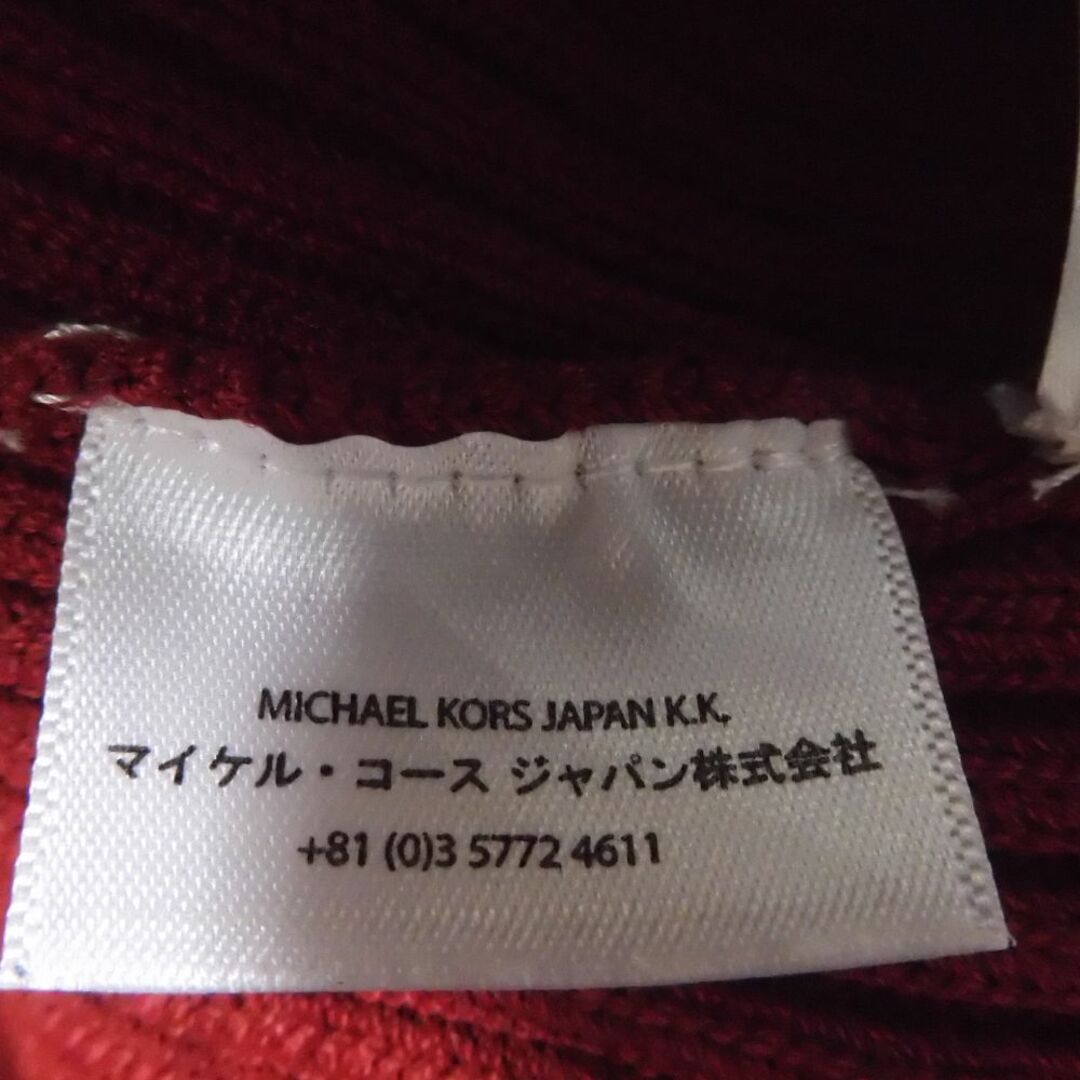 MICHAEL KORS JAPAN K.K.
マイケル・コース ジャパン株式会社
+81 (0)3 5772 4611